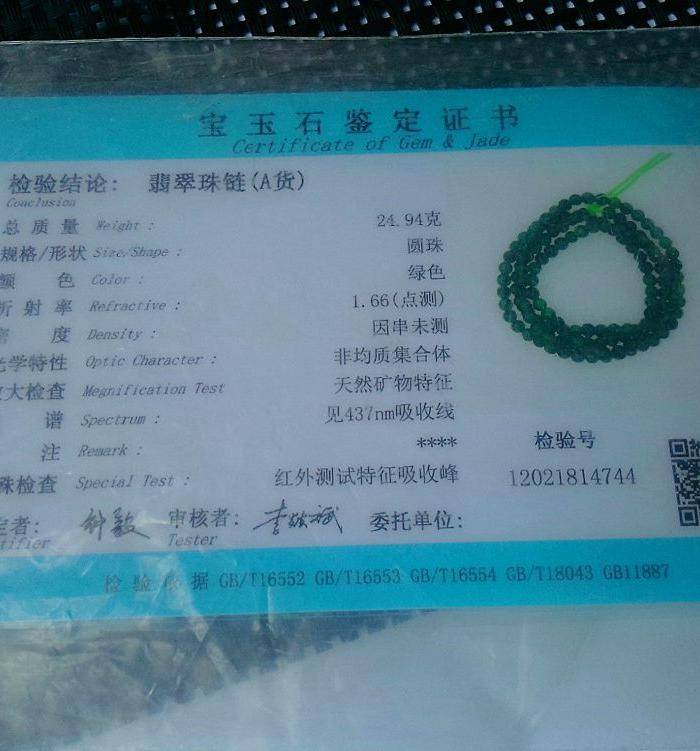 宝玉石鉴定证书
Certificate of Gem & Jade
检验结论: 翡翠珠链(A货)
Conclusion
总质量 Weight: 24.94克
规格/形状 Size/Shape: 圆珠
颜色 Color: 绿色
折射率 Refractive: 1.66(点测)
度 Density: 因串未测
光学特性 Optic Character: 非均质集合体
放大检查 Megnification Test 天然矿物特征
谱 Spectrum: 见437nm吸收线
注 Remark: ****
检验号
殊检查 Special Test: 红外测试特征吸收峰
12021814744
定者: 审核者: 委托单位:
tifier Tester
检验依据 GB/T16552 GB/T16553 GB/T16554 GB/T18043 GB11887